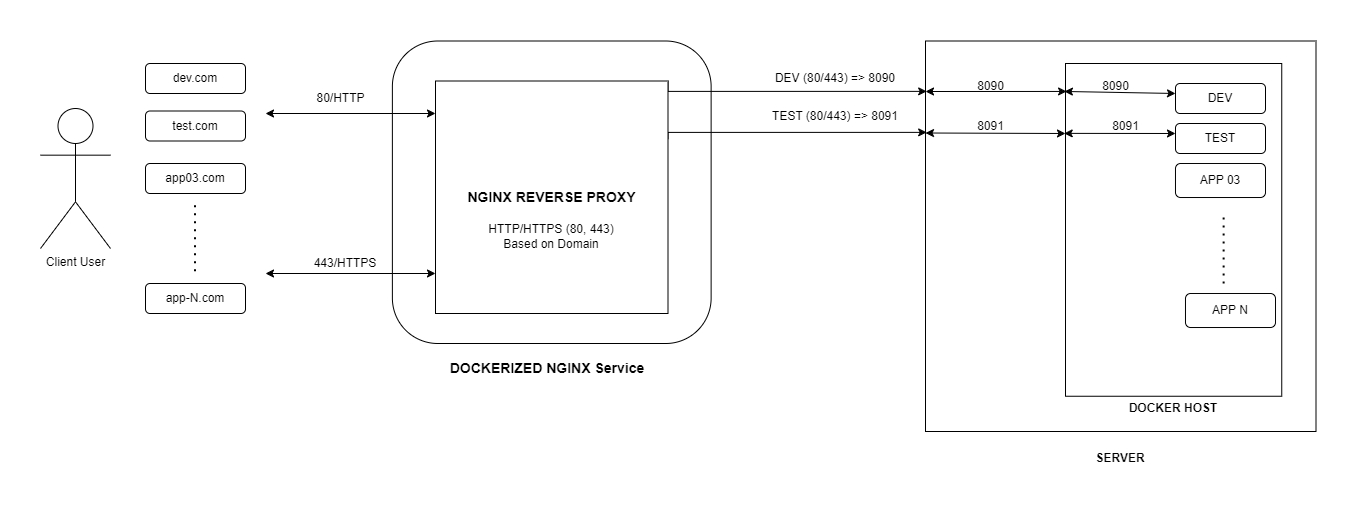 dev.com
test.com
app03.com
app-N.com
Client User
80/HTTP
443/HTTPS
NGINX REVERSE PROXY
HTTP/HTTPS (80, 443)
Based on Domain
DOCKERIZED NGINX Service
DEV (80/443) => 8090
TEST (80/443) => 8091
8090
8091
8090
8091
DEV
TEST
APP 03
APP N
DOCKER HOST
SERVER